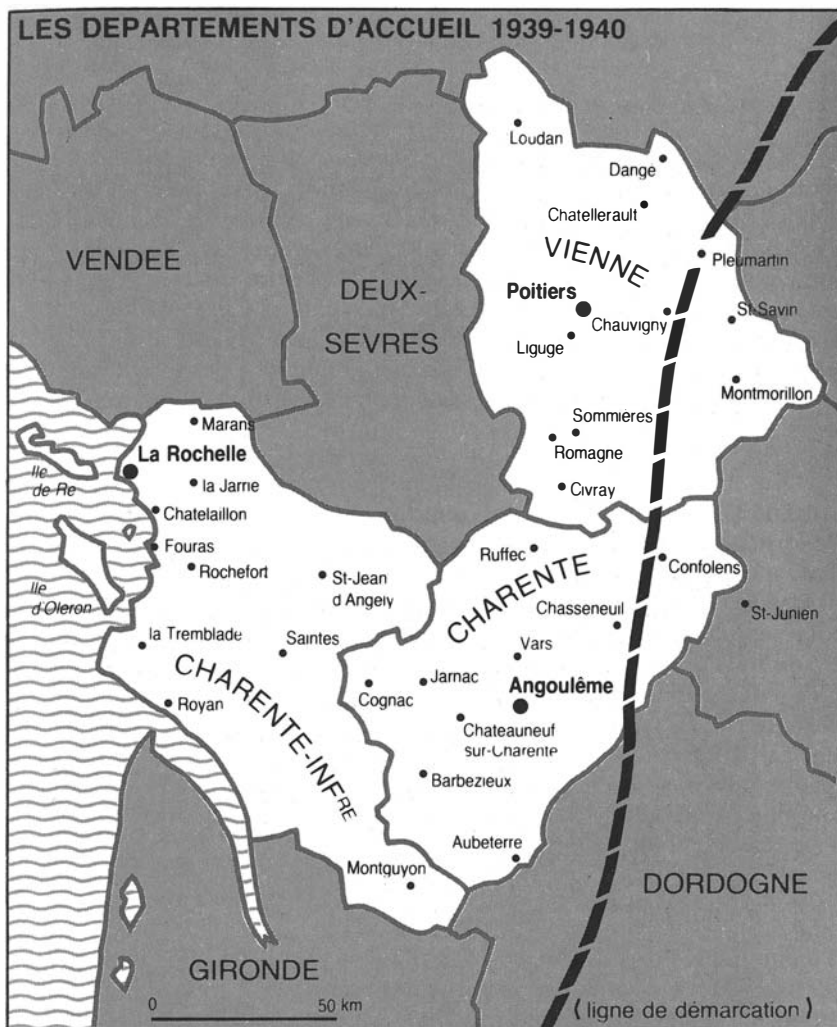 LES DEPARTEMENTS D'ACCUEIL 1939-1940
Loudan
Dangé
Chatellerault
VIENNE
Pleumartin
VENDEE
DEUX-
SEVRES
Poitiers
Chauvigny
St-Savin
Liguge
Montmorillon
Marans
Sommières
La Rochelle
Romagne
Ile
de Re
la Jarrie
Civray
Chatelaillon
Fouras
Rochefort
Ruffec
Confolens
St-Jean
d'Angely
CHARENTE
Ile
d'Oleron
Chasseneuil
St-Junien
la Tremblade
Saintes
Vars
Jarnac
Cognac
Angoulême
CHARENTE-INFRE
Royan
Chateauneuf
sur-Charente
Barbezieux
Aubeterre
Montguyon
DORDOGNE
GIRONDE
0 50 km
(ligne de démarcation)